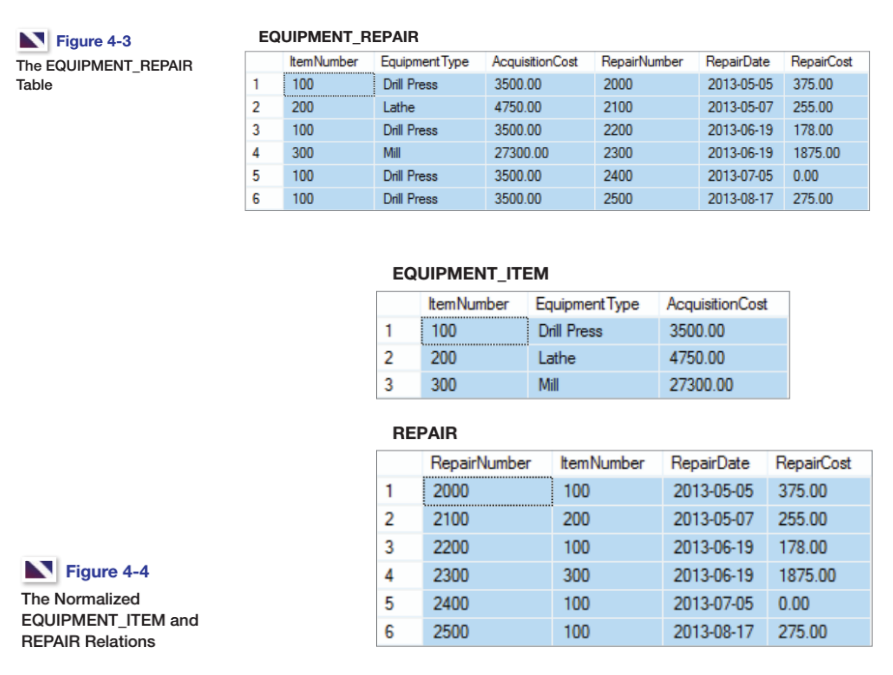 Figure 4-3
The EQUIPMENT_REPAIR
Table
EQUIPMENT_REPAIR
ItemNumber EquipmentType AcquisitionCost RepairNumber RepairDate RepairCost
1 100 Drill Press 3500.00 2000 2013-05-05 375.00
2 200 Lathe 4750.00 2100 2013-05-07 255.00
3 100 Drill Press 3500.00 2200 2013-06-19 178.00
4 300 Mill 27300.00 2300 2013-06-19 1875.00
5 100 Drill Press 3500.00 2400 2013-07-05 0.00
6 100 Drill Press 3500.00 2500 2013-08-17 275.00
EQUIPMENT_ITEM
ItemNumber EquipmentType AcquisitionCost
1 100 Drill Press 3500.00
2 200 Lathe 4750.00
3 300 Mill 27300.00
REPAIR
RepairNumber ItemNumber RepairDate RepairCost
1 2000 100 2013-05-05 375.00
2 2100 200 2013-05-07 255.00
3 2200 100 2013-06-19 178.00
4 2300 300 2013-06-19 1875.00
5 2400 100 2013-07-05 0.00
6 2500 100 2013-08-17 275.00
Figure 4-4
The Normalized
EQUIPMENT_ITEM and
REPAIR Relations